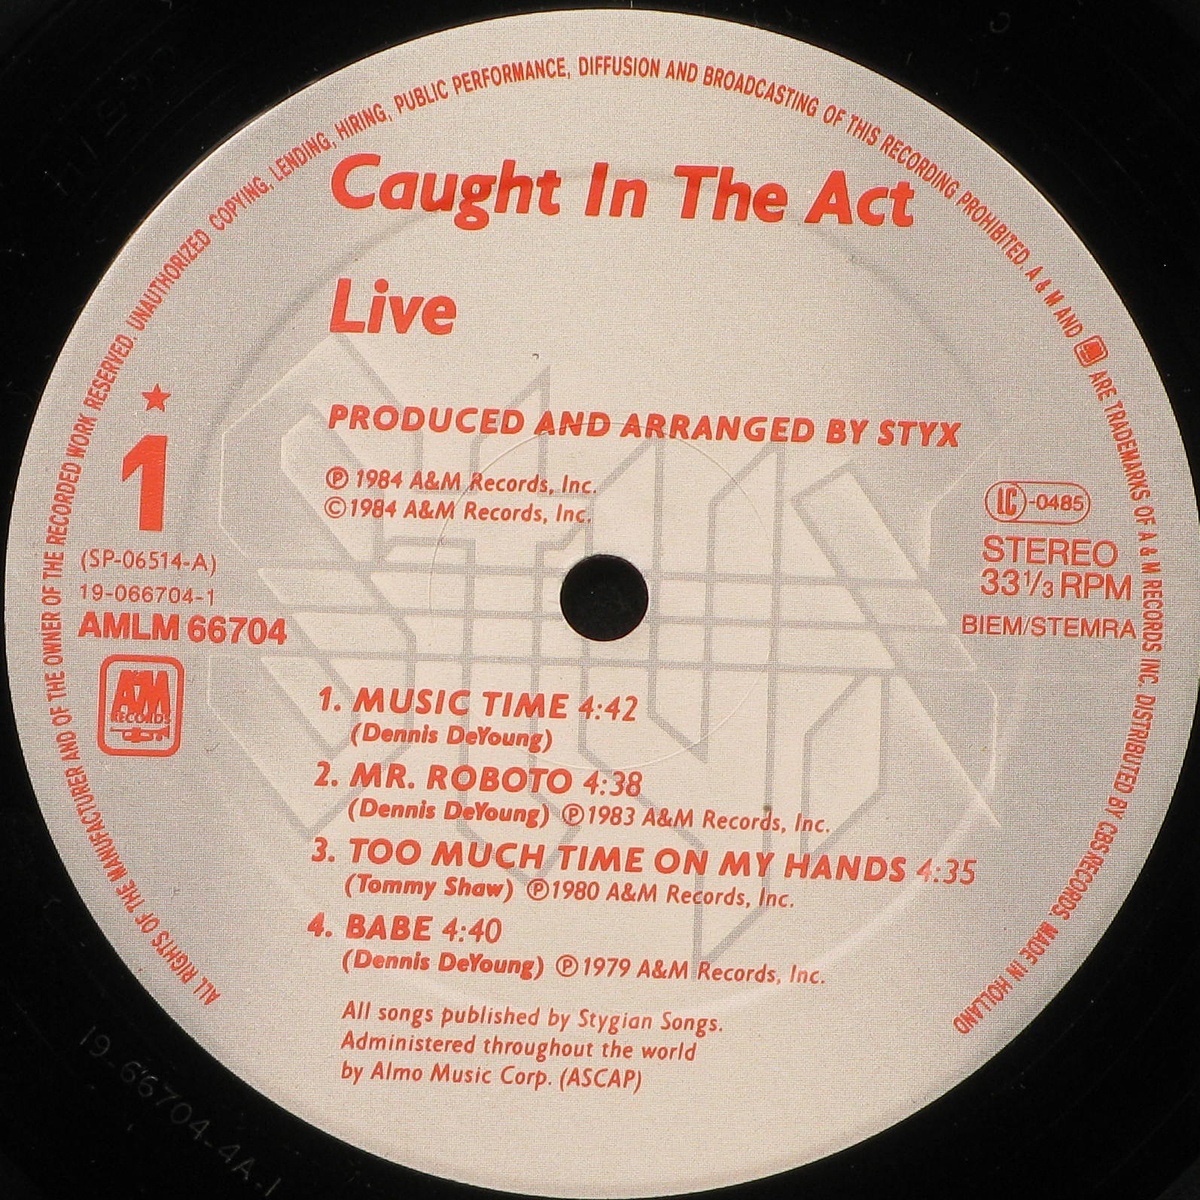 ALL RIGHTS OF THE MANUFACTURER AND OF THE OWNER OF THE RECORDED WORK RESERVED. UNAUTHORIZED COPYING, LENDING, HIRING, PUBLIC PERFORMANCE, DIFFUSION AND BROADCASTING OF THIS RECORDING PROHIBITED. A & M AND ARE TRADEMARKS OF A & M RECORDS INC. DISTRIBUTED BY CBS-RECORDS. MADE IN HOLLAND
Caught In The Act
Live
PRODUCED AND ARRANGED BY STYX
℗ 1984 A&M Records, Inc.
©1984 A&M Records, Inc.
1
(SP-06514-A)
19-066704-1
AMLM 66704
A&M
RECORDS
LC-0485
STEREO
33 1/3 RPM
BIEM/STEMRA
STYX
1. MUSIC TIME 4:42
(Dennis DeYoung)
2. MR. ROBOTO 4:38
(Dennis DeYoung) ℗1983 A&M Records, Inc.
3. TOO MUCH TIME ON MY HANDS 4:35
(Tommy Shaw) ℗1980 A&M Records, Inc.
4. BABE 4:40
(Dennis DeYoung) ℗1979 A&M Records, Inc.
All songs published by Stygian Songs.
Administered throughout the world
by Almo Music Corp. (ASCAP)
19-66704-4A-1